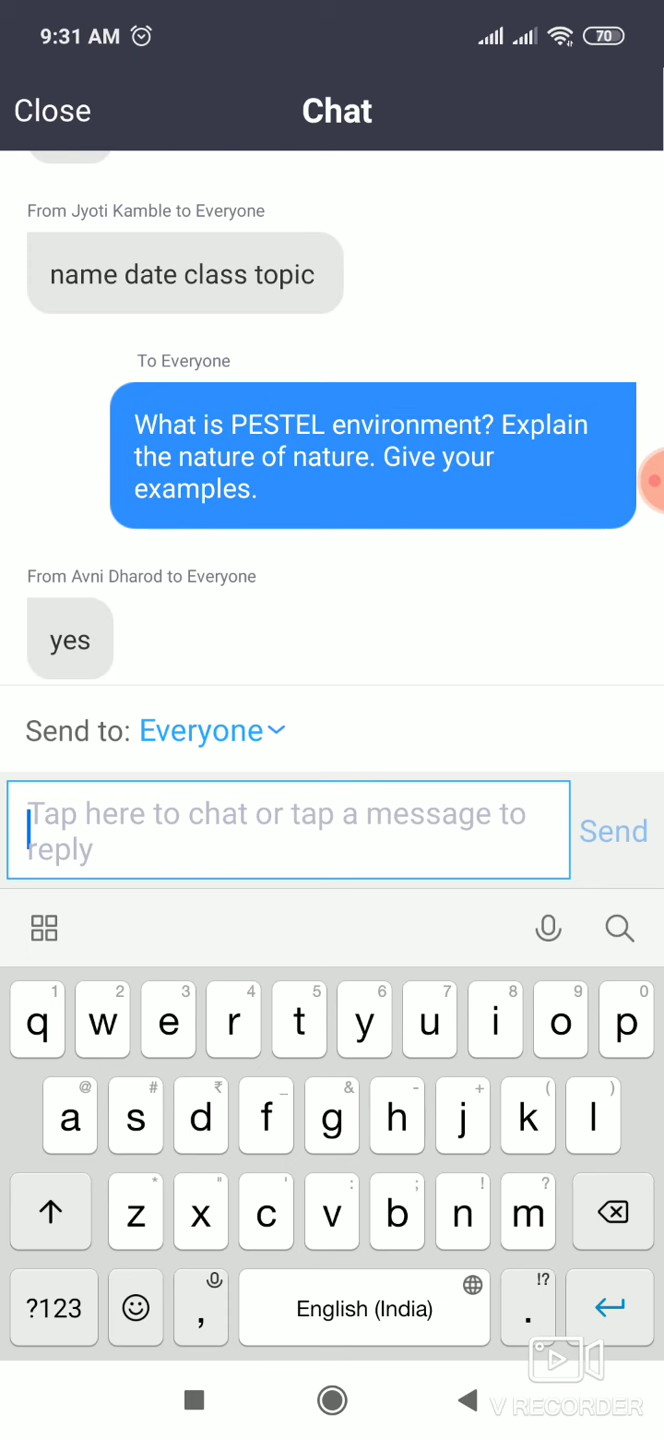 9:31 AM 70
Close Chat
From Jyoti Kamble to Everyone
name date class topic
To Everyone
What is PESTEL environment? Explain
the nature of nature. Give your
examples.
From Avni Dharod to Everyone
yes
Send to: Everyone
Tap here to chat or tap a message to
reply
Send
1 2 3 4 5 6 7 8 9 0
q w e r t y u i o p
@ # ₹ _ & - + ( )
a s d f g h j k l
* " ' : ; ! ?
z x c v b n m
!?
?123 , English (India) .
V RECORDER